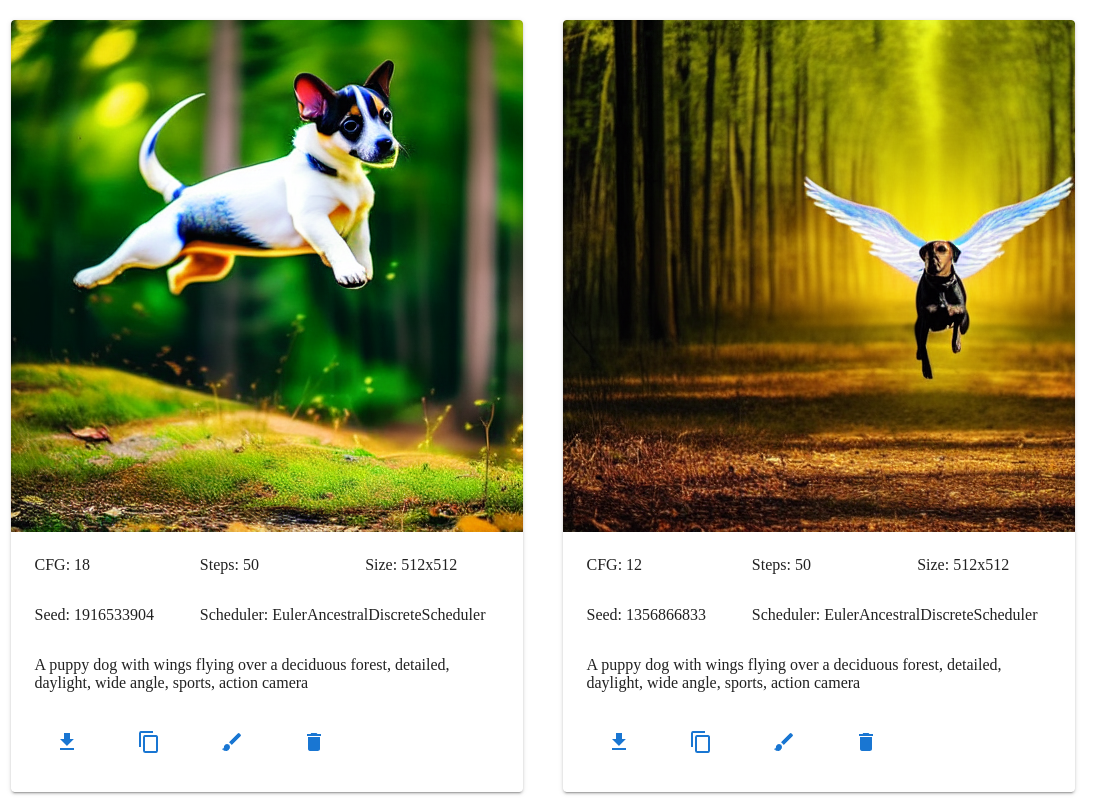 CFG: 18 Steps: 50 Size: 512x512
Seed: 1916533904 Scheduler: EulerAncestralDiscreteScheduler
A puppy dog with wings flying over a deciduous forest, detailed,
daylight, wide angle, sports, action camera
CFG: 12 Steps: 50 Size: 512x512
Seed: 1356866833 Scheduler: EulerAncestralDiscreteScheduler
A puppy dog with wings flying over a deciduous forest, detailed,
daylight, wide angle, sports, action camera